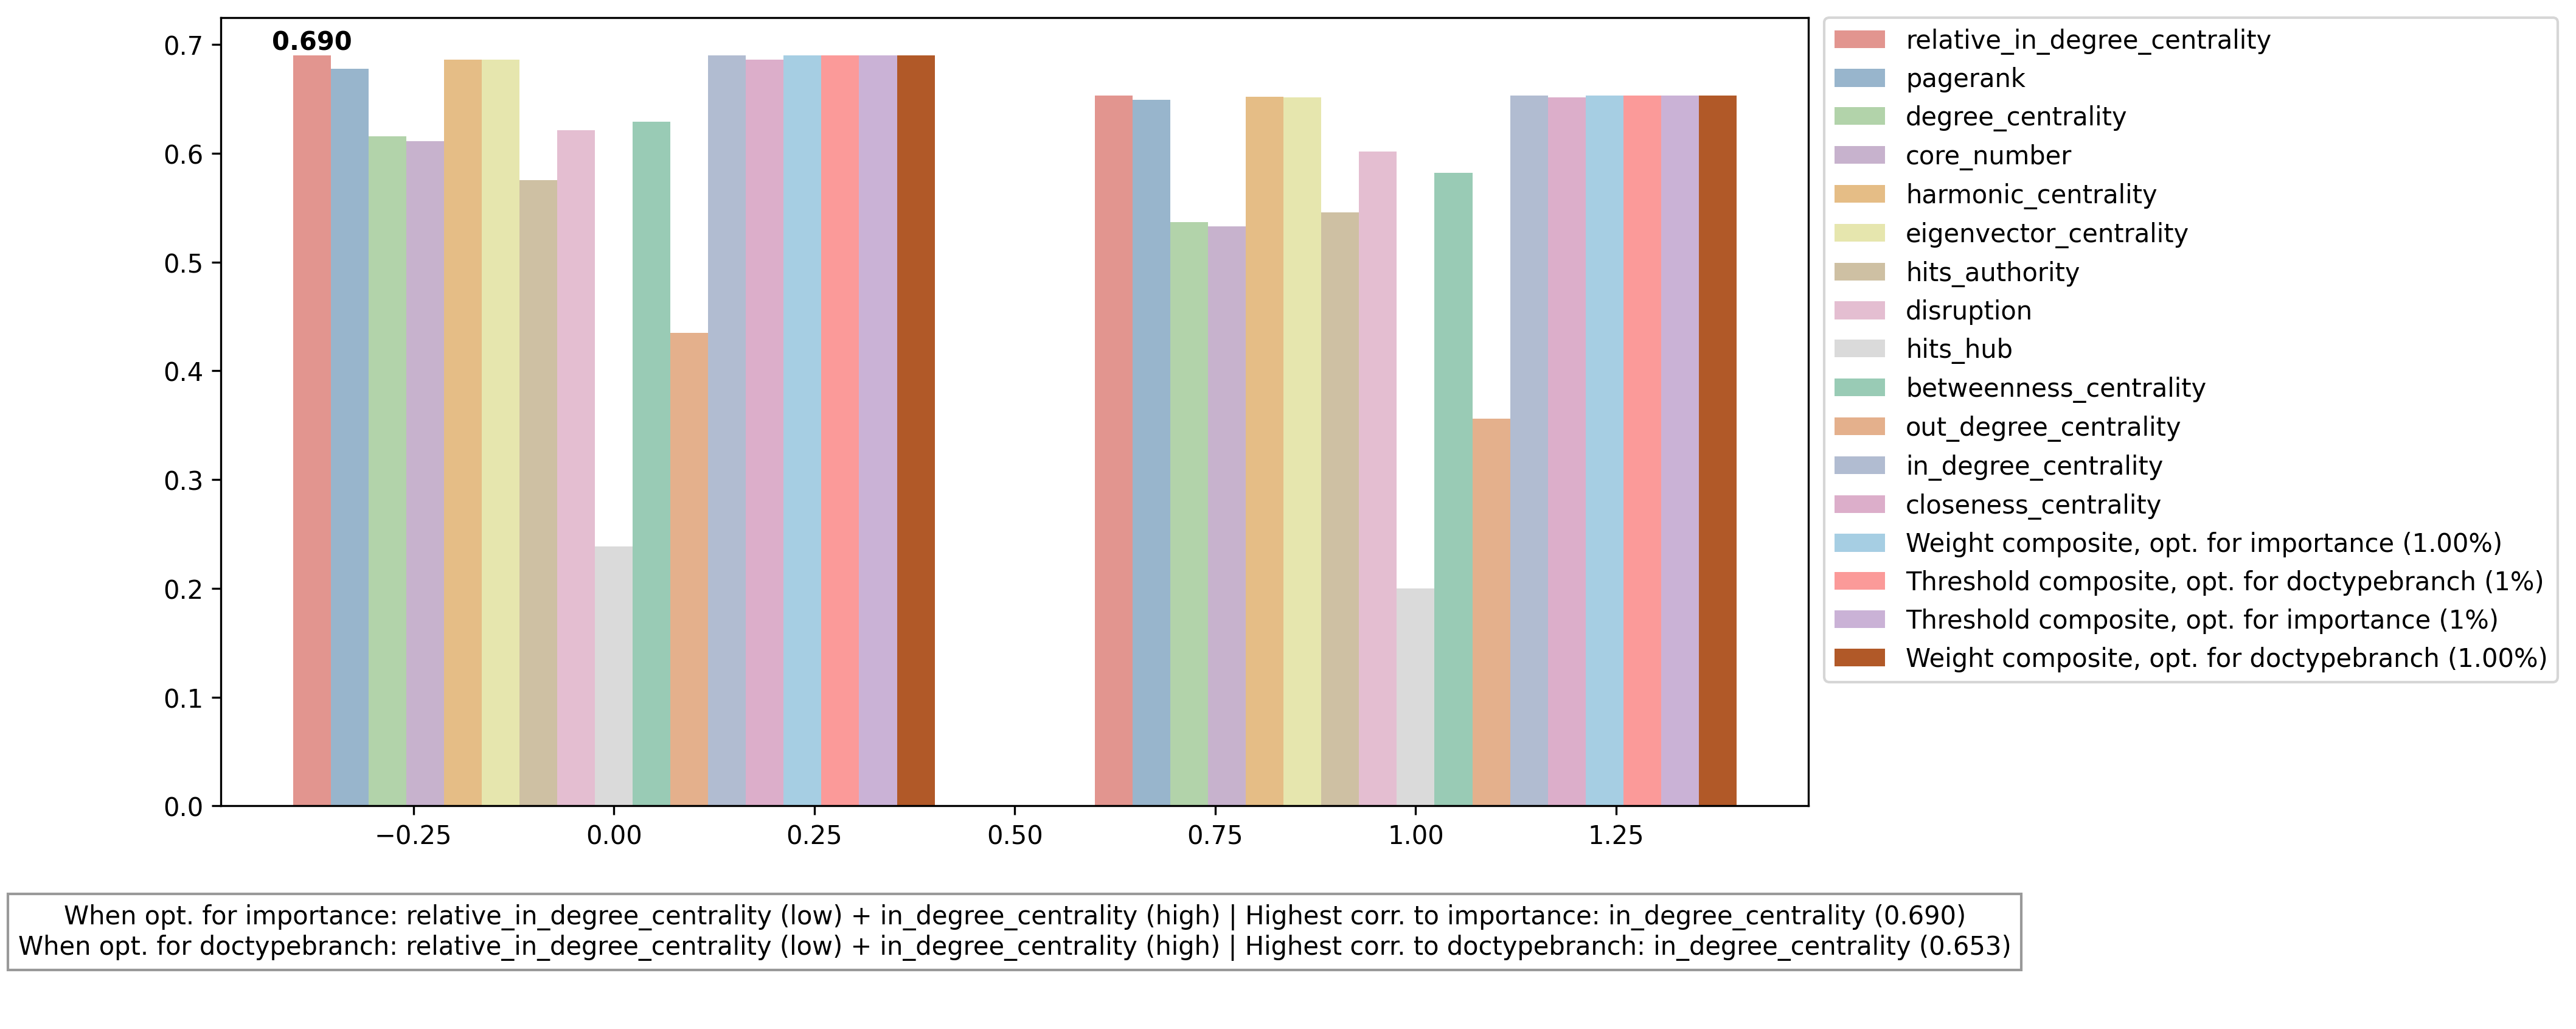 0.690
0.7
0.6
0.5
0.4
0.3
0.2
0.1
0.0
−0.25 0.00 0.25 0.50 0.75 1.00 1.25
relative_in_degree_centrality
pagerank
degree_centrality
core_number
harmonic_centrality
eigenvector_centrality
hits_authority
disruption
hits_hub
betweenness_centrality
out_degree_centrality
in_degree_centrality
closeness_centrality
Weight composite, opt. for importance (1.00%)
Threshold composite, opt. for doctypebranch (1%)
Threshold composite, opt. for importance (1%)
Weight composite, opt. for doctypebranch (1.00%)
When opt. for importance: relative_in_degree_centrality (low) + in_degree_centrality (high) | Highest corr. to importance: in_degree_centrality (0.690)
When opt. for doctypebranch: relative_in_degree_centrality (low) + in_degree_centrality (high) | Highest corr. to doctypebranch: in_degree_centrality (0.653)